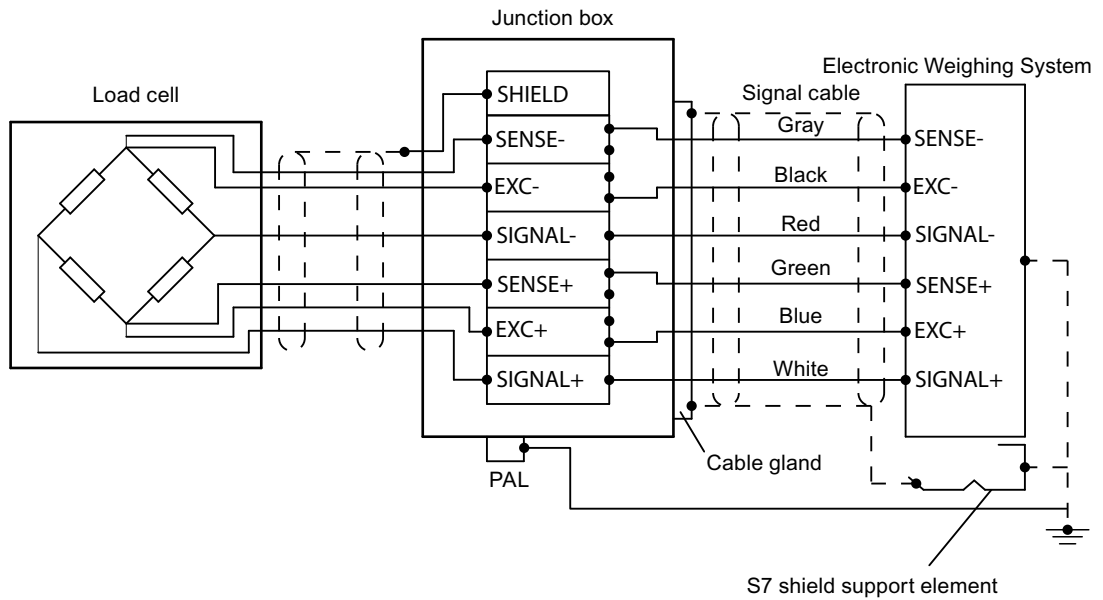 Junction box
Electronic Weighing System
Load cell
Signal cable
SHIELD
SENSE-
EXC-
SIGNAL-
SENSE+
EXC+
SIGNAL+
Gray
Black
Red
Green
Blue
White
SENSE-
EXC-
SIGNAL-
SENSE+
EXC+
SIGNAL+
Cable gland
PAL
S7 shield support element